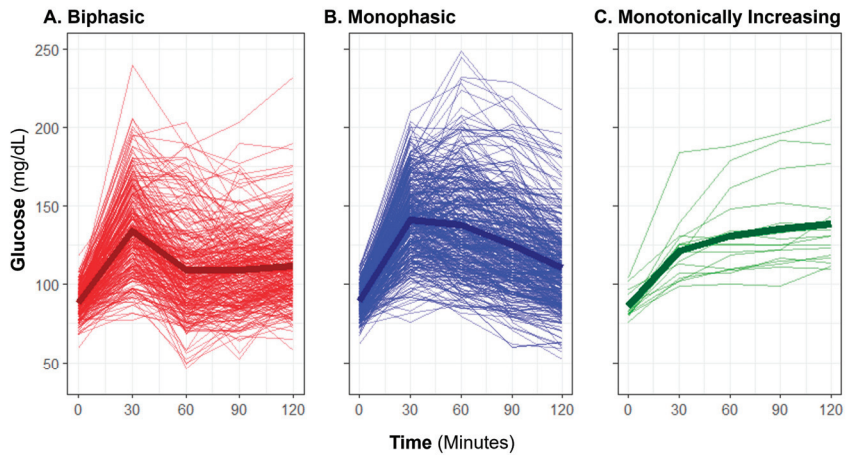 A. Biphasic
B. Monophasic
C. Monotonically Increasing
Glucose (mg/dL)
250
200
150
100
50
0 30 60 90 120
0 30 60 90 120
0 30 60 90 120
Time (Minutes)